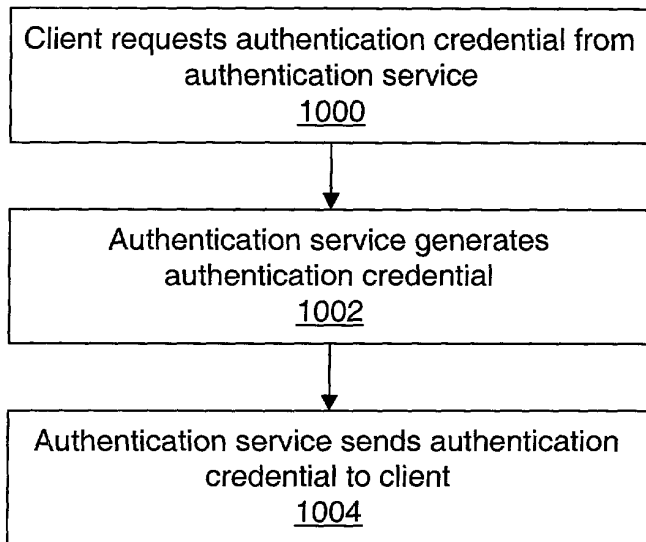 Client requests authentication credential from
authentication service
1000
Authentication service generates
authentication credential
1002
Authentication service sends authentication
credential to client
1004